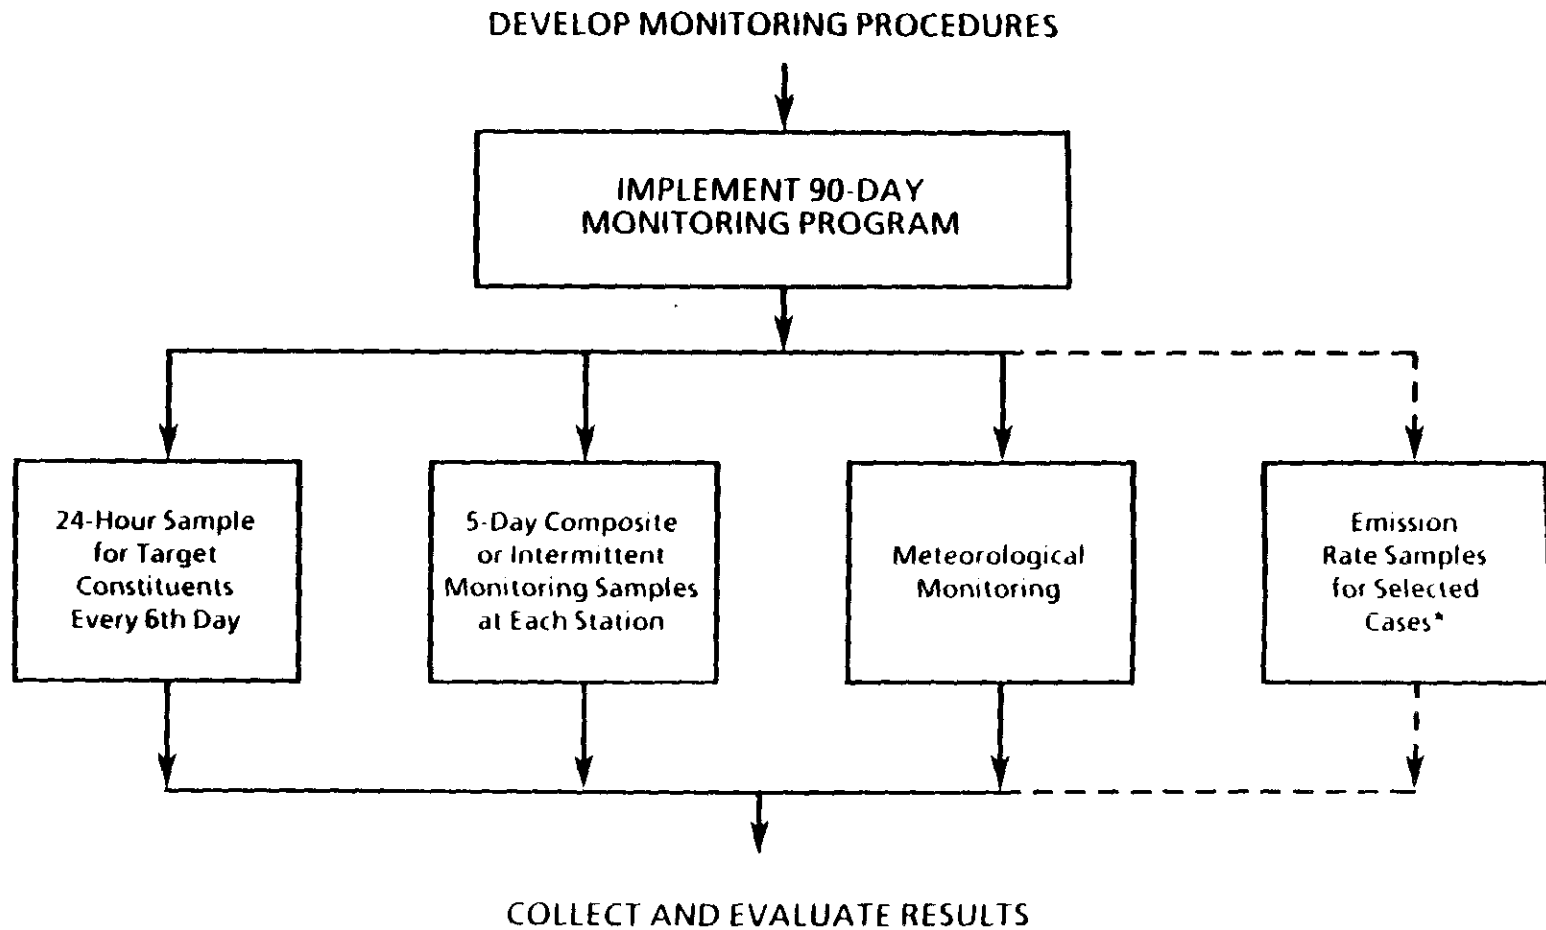 DEVELOP MONITORING PROCEDURES
IMPLEMENT 90-DAY
MONITORING PROGRAM
24-Hour Sample
for Target
Constituents
Every 6th Day
5-Day Composite
or Intermittent
Monitoring Samples
at Each Station
Meteorological
Monitoring
Emission
Rate Samples
for Selected
Cases*
COLLECT AND EVALUATE RESULTS